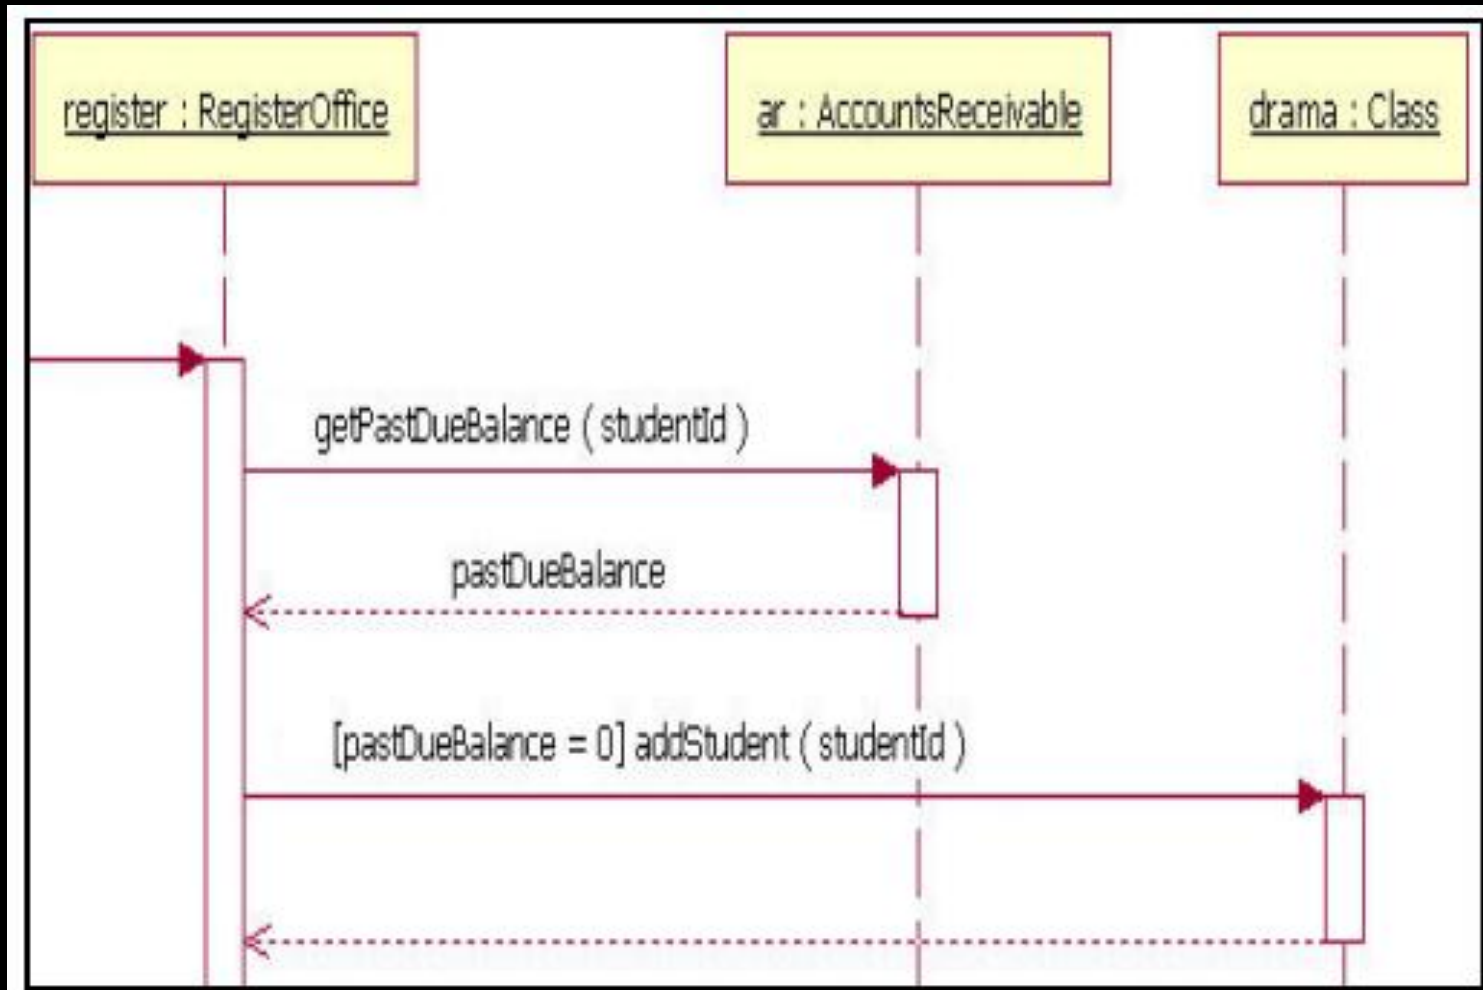 register : RegisterOffice
ar : AccountsReceivable
drama : Class
getPastDueBalance ( studentId )
pastDueBalance
[pastDueBalance = 0] addStudent ( studentId )